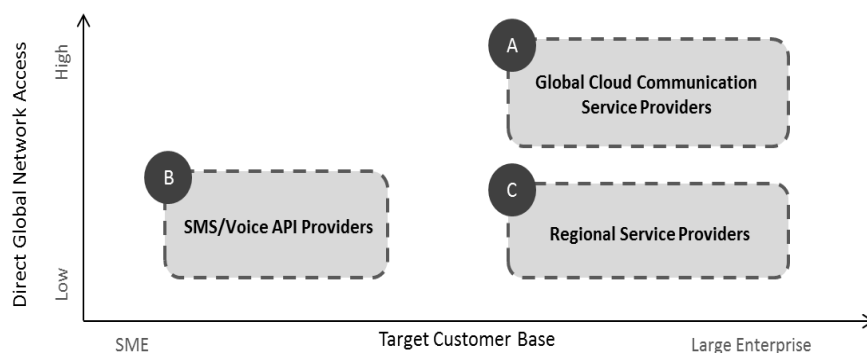 Direct Global Network Access
High
Low
A
Global Cloud Communication
Service Providers
B
SMS/Voice API Providers
C
Regional Service Providers
SME
Target Customer Base
Large Enterprise